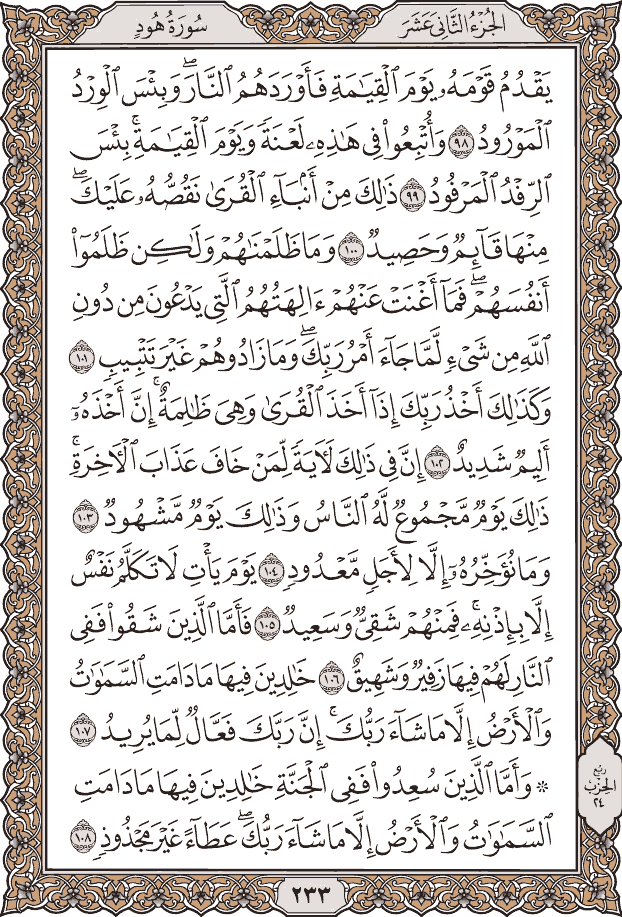 الجُزْءُ الثَّانِي عَشَرَ
سُورَةُ هُودٍ
يَقۡدُمُ قَوۡمَهُۥ يَوۡمَ ٱلۡقِيَٰمَةِ فَأَوۡرَدَهُمُ ٱلنَّارَۖ وَبِئۡسَ ٱلۡوِرۡدُ
ٱلۡمَوۡرُودُ ٩٨ وَأُتۡبِعُواْ فِي هَٰذِهِۦ لَعۡنَةٗ وَيَوۡمَ ٱلۡقِيَٰمَةِۚ بِئۡسَ
ٱلرِّفۡدُ ٱلۡمَرۡفُودُ ٩٩ ذَٰلِكَ مِنۡ أَنۢبَآءِ ٱلۡقُرَىٰ نَقُصُّهُۥ عَلَيۡكَۖ
مِنۡهَا قَآئِمٞ وَحَصِيدٞ ١٠٠ وَمَا ظَلَمۡنَٰهُمۡ وَلَٰكِن ظَلَمُوٓاْ
أَنفُسَهُمۡۖ فَمَآ أَغۡنَتۡ عَنۡهُمۡ ءَالِهَتُهُمُ ٱلَّتِي يَدۡعُونَ مِن دُونِ
ٱللَّهِ مِن شَيۡءٖ لَّمَّا جَآءَ أَمۡرُ رَبِّكَۖ وَمَا زَادُوهُمۡ غَيۡرَ تَتۡبِيبٖ ١٠١
وَكَذَٰلِكَ أَخۡذُ رَبِّكَ إِذَآ أَخَذَ ٱلۡقُرَىٰ وَهِيَ ظَٰلِمَةٌۚ إِنَّ أَخۡذَهُۥٓ
أَلِيمٞ شَدِيدٌ ١٠٢ إِنَّ فِي ذَٰلِكَ لَأٓيَةٗ لِّمَنۡ خَافَ عَذَابَ ٱلۡأٓخِرَةِۚ
ذَٰلِكَ يَوۡمٞ مَّجۡمُوعٞ لَّهُ ٱلنَّاسُ وَذَٰلِكَ يَوۡمٞ مَّشۡهُودٞ ١٠٣
وَمَا نُؤَخِّرُهُۥٓ إِلَّا لِأَجَلٖ مَّعۡدُودٖ ١٠٤ يَوۡمَ يَأۡتِ لَا تَكَلَّمُ نَفۡسٌ
إِلَّا بِإِذۡنِهِۦۚ فَمِنۡهُمۡ شَقِيّٞ وَسَعِيدٞ ١٠٥ فَأَمَّا ٱلَّذِينَ شَقُواْ فَفِي
ٱلنَّارِ لَهُمۡ فِيهَا زَفِيرٞ وَشَهِيقٌ ١٠٦ خَٰلِدِينَ فِيهَا مَا دَامَتِ ٱلسَّمَٰوَٰتُ
وَٱلۡأَرۡضُ إِلَّا مَا شَآءَ رَبُّكَۚ إِنَّ رَبَّكَ فَعَّالٞ لِّمَا يُرِيدُ ١٠٧
۞ وَأَمَّا ٱلَّذِينَ سُعِدُواْ فَفِي ٱلۡجَنَّةِ خَٰلِدِينَ فِيهَا مَا دَامَتِ
ٱلسَّمَٰوَٰتُ وَٱلۡأَرۡضُ إِلَّا مَا شَآءَ رَبُّكَۖ عَطَآءً غَيۡرَ مَجۡذُوذٖ ١٠٨
ربع
الحزب
٢٤
٢٣٣